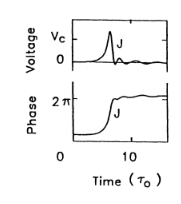 Voltage
Vc
0
J
Phase
2π
J
0
10
Time (τo)